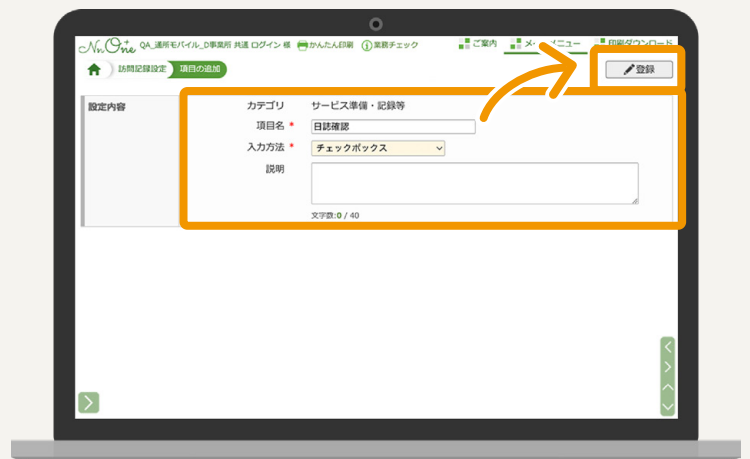 Nn One QA_通所モバイル_D事業所 共通 ログイン 様 かんたん印刷 業務チェック ご案内 メニュー 印刷ダウンロード
訪問記録設定 項目の追加 登録
設定内容 カテゴリ サービス準備・記録等
項目名 * 日誌確認
入力方法 * チェックボックス
説明
文字数:0 / 40